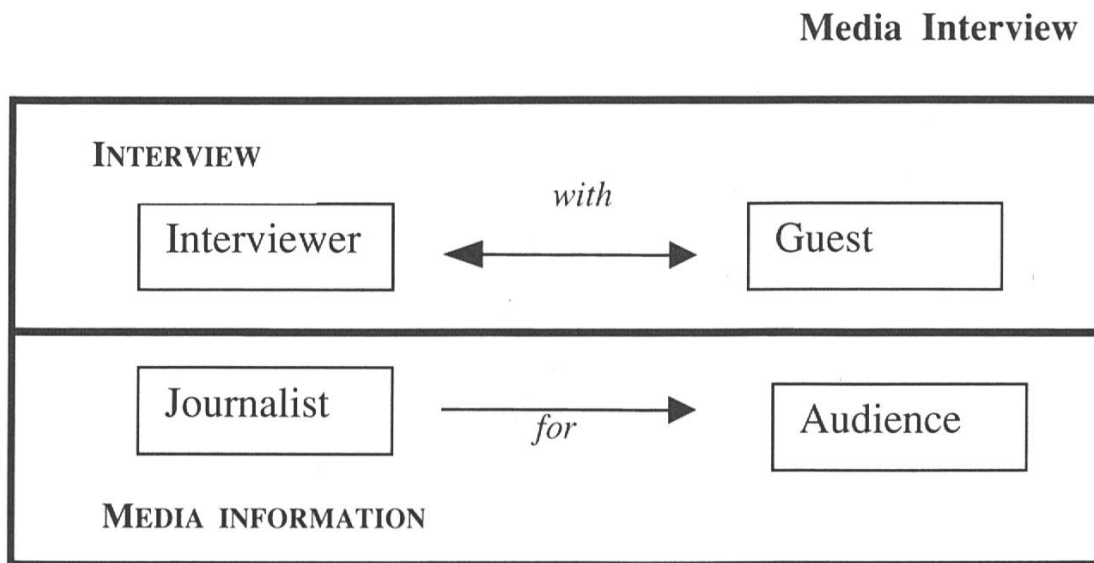 Media Interview
INTERVIEW
with
Interviewer
Guest
Journalist
for
Audience
MEDIA INFORMATION